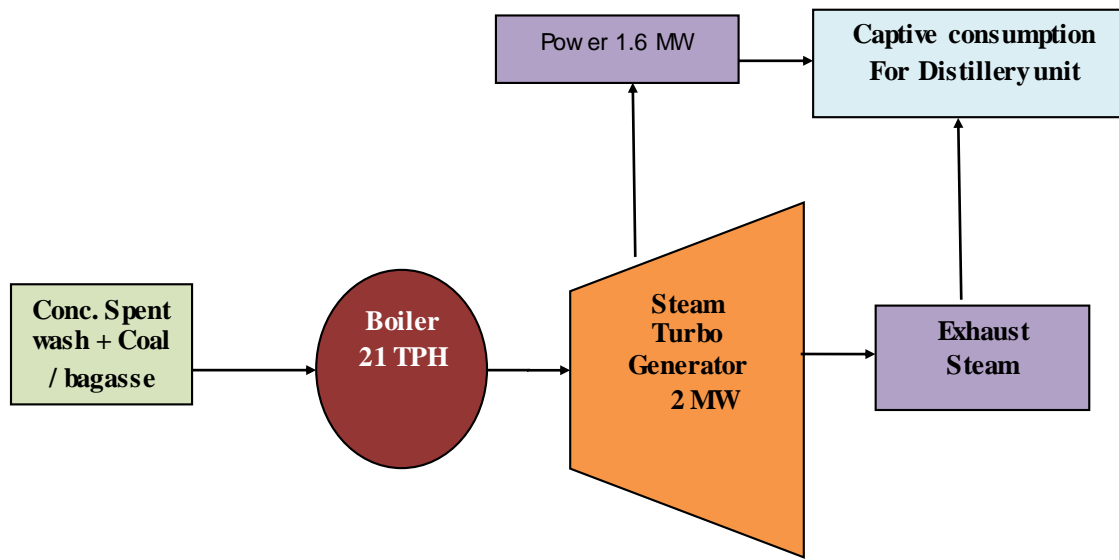 Power 1.6 MW
Captive consumption
For Distillery unit
Conc. Spent
wash + Coal
/ bagasse
Boiler
21 TPH
Steam
Turbo
Generator
2 MW
Exhaust
Steam